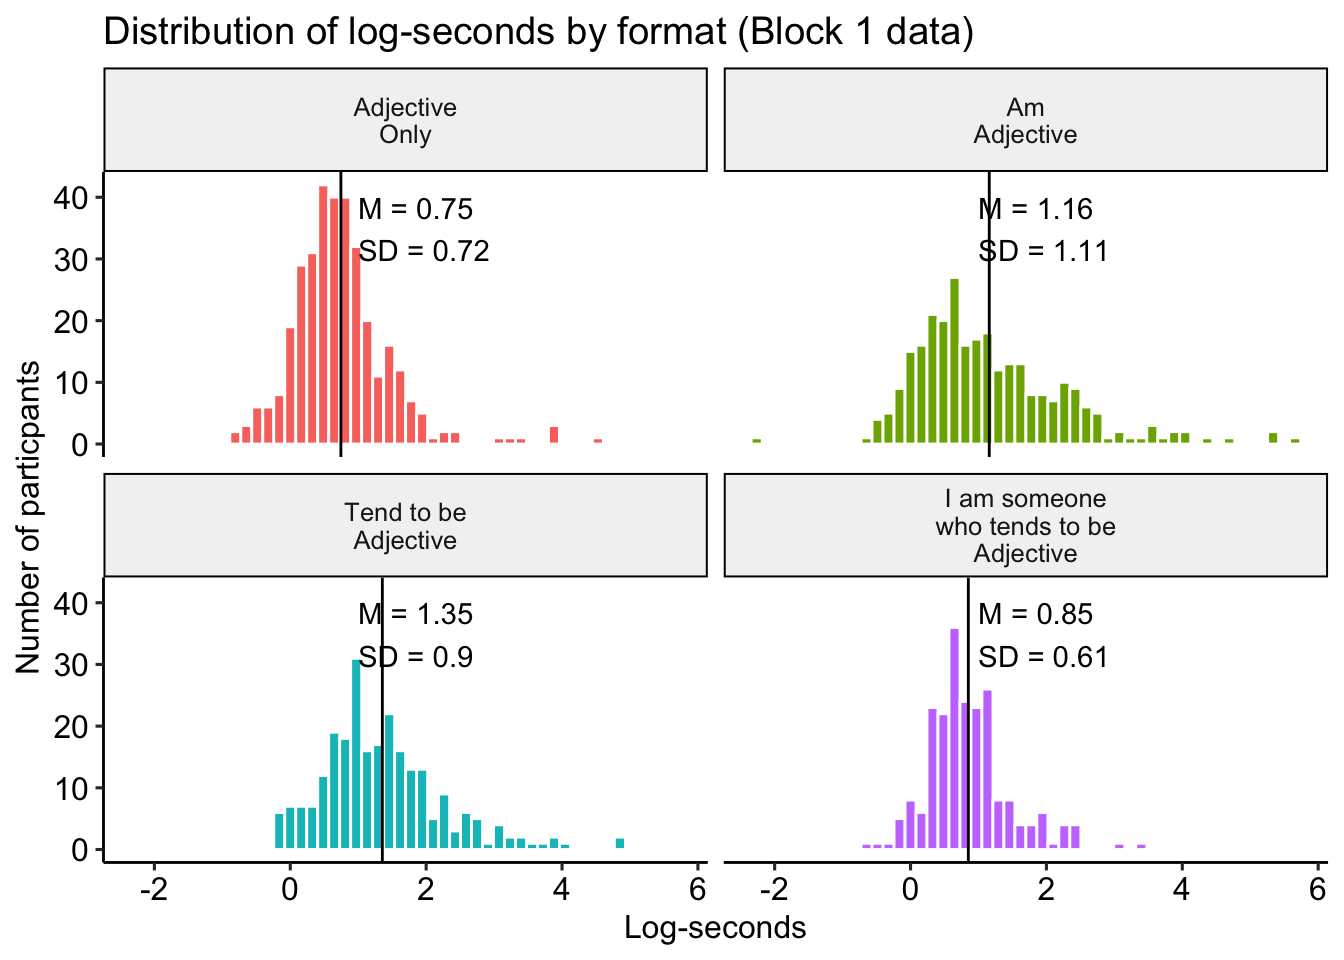 Distribution of log-seconds by format (Block 1 data)
Adjective
Only
Am
Adjective
M = 0.75
SD = 0.72
M = 1.16
SD = 1.11
40
30
20
10
0
Tend to be
Adjective
I am someone
who tends to be
Adjective
M = 1.35
SD = 0.9
M = 0.85
SD = 0.61
40
30
20
10
0
-2 0 2 4 6
-2 0 2 4 6
Log-seconds
Number of particpants